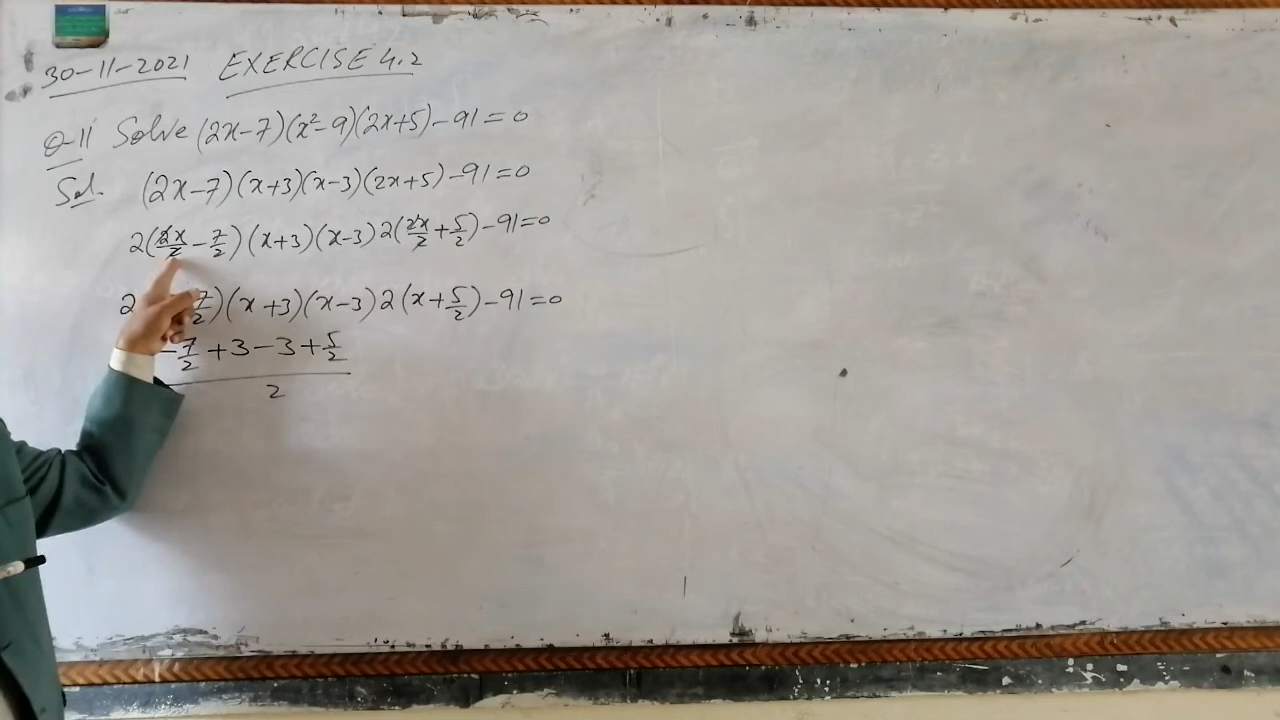 30-11-2021 EXERCISE 4.2
Q-11 Solve (2x-7)(x²-9)(2x+5)-91=0
Sol. (2x-7)(x+3)(x-3)(2x+5)-91=0
2(2x/2 - 7/2)(x+3)(x-3)2(2x/2 + 5/2)-91=0
2 7/2)(x+3)(x-3)2(x+5/2)-91=0
-7/2+3-3+5/2
2